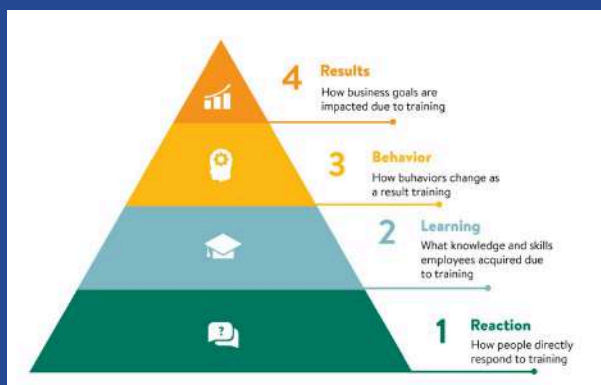 4 Results
How business goals are
impacted due to training
3 Behavior
How buhaviors change as
a result training
2 Learning
What knowledge and skills
employees acquired due
to training
?
1 Reaction
How people directly
respond to training